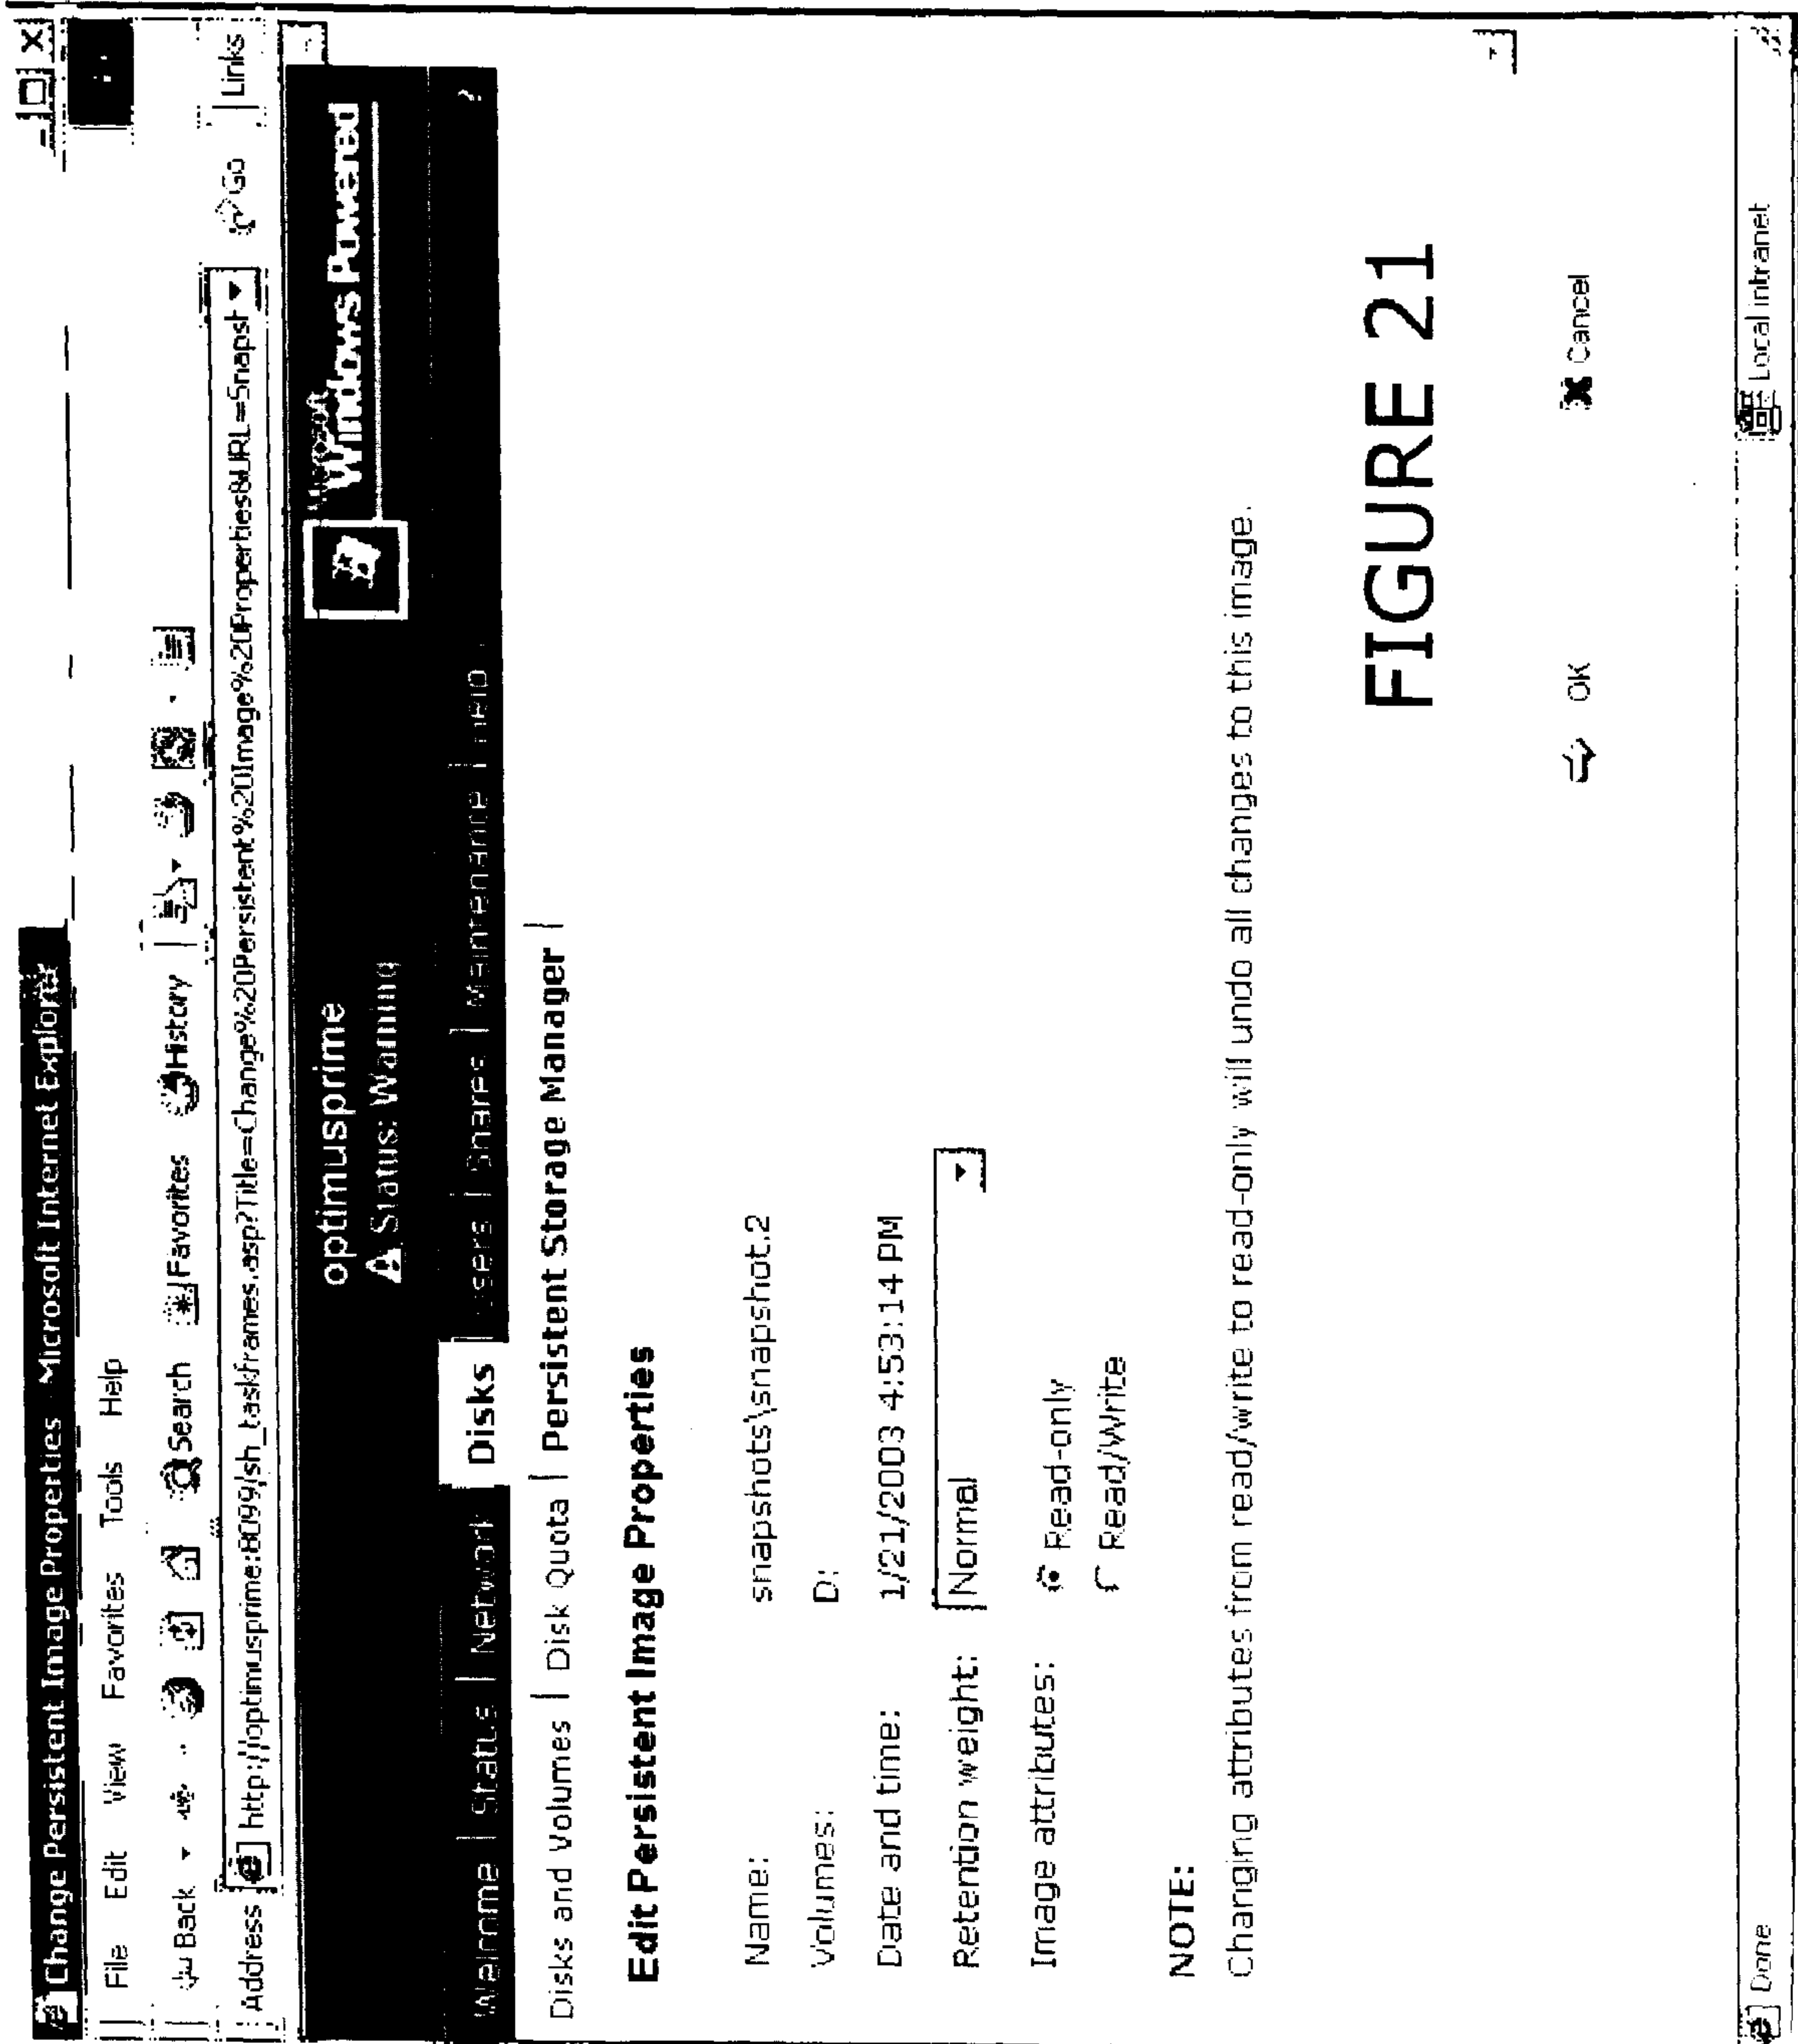 Change Persistent Image Properties - Microsoft Internet Explorer
File Edit View Favorites Tools Help
Back Search Favorites History
Address http://optimusprime:8099/sh_taskframes.asp?Title=Change%20Persistent%20Image%20Properties&URL=Snapsh Go Links
optimusprime
Status: Warning
Microsoft
Windows Powered
Welcome | Status | Network | Disks | Users | Shares | Maintenance | Help ?
Disks and Volumes | Disk Quota | Persistent Storage Manager |
Edit Persistent Image Properties
Name: snapshots\snapshot.2
Volumes: D:
Date and time: 1/21/2003 4:53:14 PM
Retention weight: Normal
Image attributes: Read-only
Read/Write
NOTE:
Changing attributes from read/write to read-only will undo all changes to this image.
FIGURE 21
OK Cancel
Done Local intranet